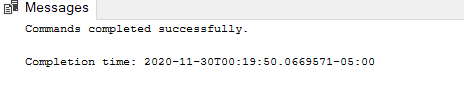 Messages
Commands completed successfully.
Completion time: 2020-11-30T00:19:50.0669571-05:00